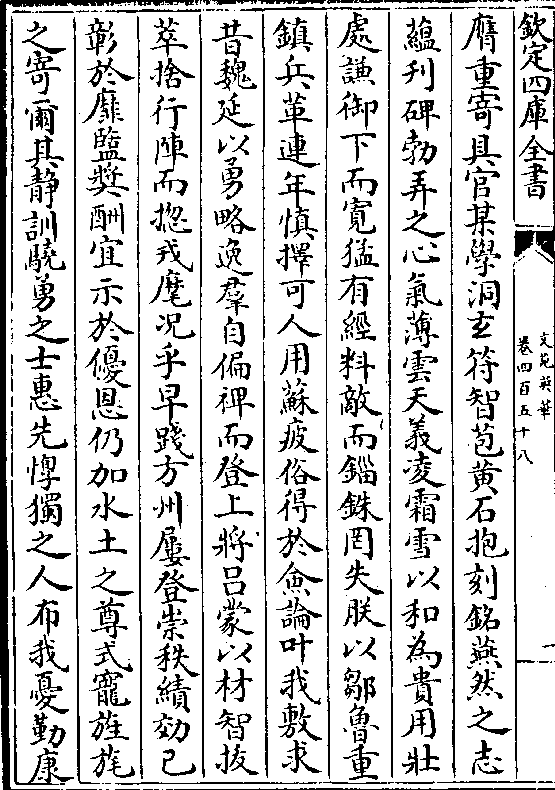 欽定四庫全書
文苑英華
卷四百五十八
膺重寄具官某學洞玄符智苞黄石抱刻銘燕然之志
蘊刋碑勃弄之心氣薄雲天義凌霜雪以和為貴用壯
處謙御下而寛猛有經料敵而錙銖罔失朕以鄒魯重
鎮兵革連年慎擇可人用蘇疲俗得於僉論叶我敷求
昔魏延以勇略逸羣自偏裨而登上將吕蒙以材智拔
萃捨行陣而揔戎麾况乎早踐方州屢登崇秩績効已
彰於靡盬奬酬宜示於優恩仍加水土之尊式寵旌旄
之寄爾其静訓驍勇之士惠先惸獨之人布我憂勤康